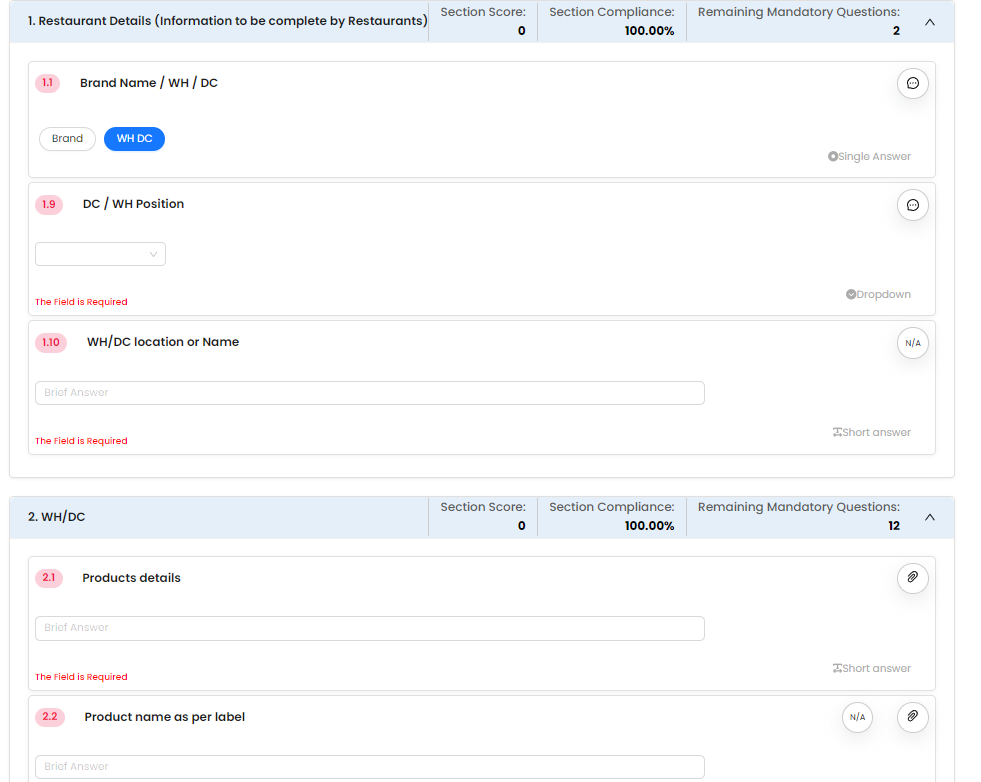 1. Restaurant Details (Information to be complete by Restaurants)
Section Score:
0
Section Compliance:
100.00%
Remaining Mandatory Questions:
2
1.1 Brand Name / WH / DC
Brand WH DC
Single Answer
1.9 DC / WH Position
The Field is Required
Dropdown
1.10 WH/DC location or Name
N/A
Brief Answer
The Field is Required
Short answer
2. WH/DC
Section Score:
0
Section Compliance:
100.00%
Remaining Mandatory Questions:
12
2.1 Products details
Brief Answer
The Field is Required
Short answer
2.2 Product name as per label
N/A
Brief Answer